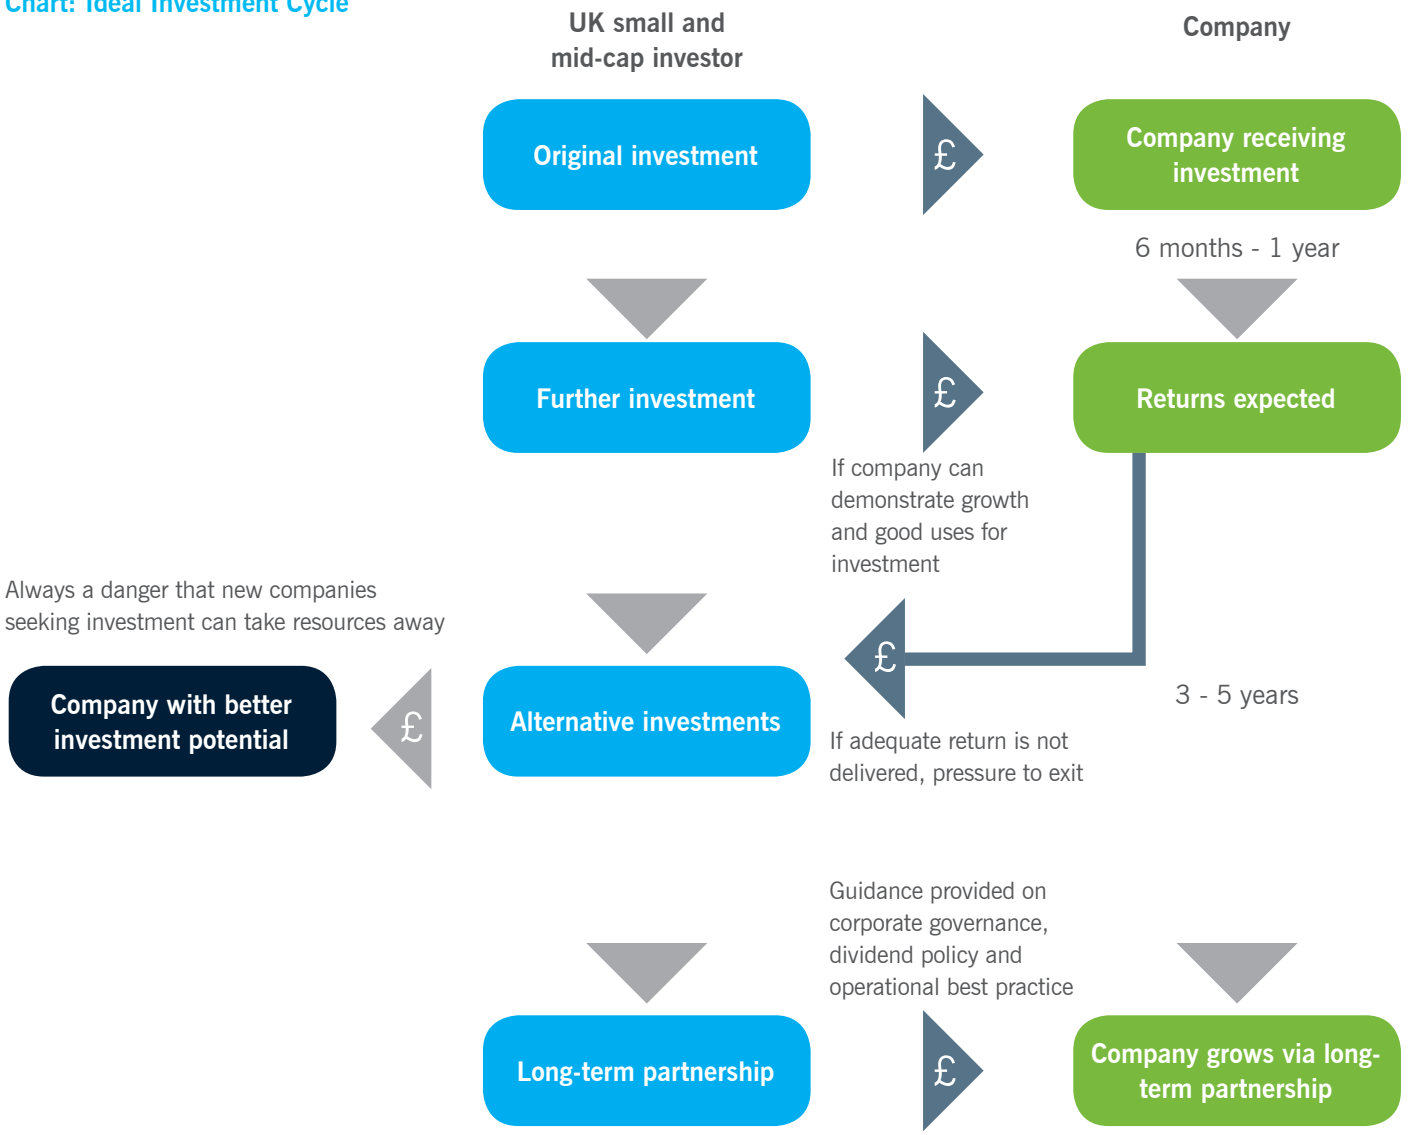 Chart: Ideal Investment Cycle
UK small and
mid-cap investor
Company
Original investment
£
Company receiving
investment
6 months - 1 year
Further investment
£
Returns expected
If company can
demonstrate growth
and good uses for
investment
Always a danger that new companies
seeking investment can take resources away
£
3 - 5 years
Company with better
investment potential
£
Alternative investments
If adequate return is not
delivered, pressure to exit
Guidance provided on
corporate governance,
dividend policy and
operational best practice
Long-term partnership
£
Company grows via long-
term partnership